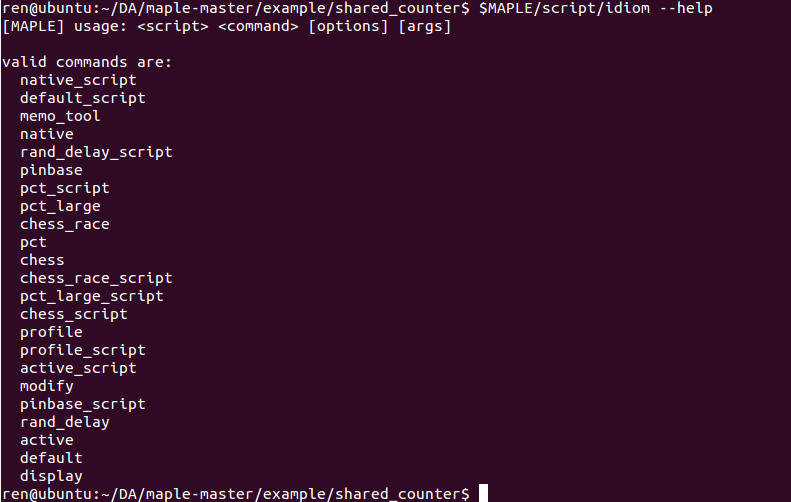 ren@ubuntu:~/DA/maple-master/example/shared_counter$ $MAPLE/script/idiom --help
[MAPLE] usage: <script> <command> [options] [args]

valid commands are:
  native_script
  default_script
  memo_tool
  native
  rand_delay_script
  pinbase
  pct_script
  pct_large
  chess_race
  pct
  chess
  chess_race_script
  pct_large_script
  chess_script
  profile
  profile_script
  active_script
  modify
  pinbase_script
  rand_delay
  active
  default
  display
ren@ubuntu:~/DA/maple-master/example/shared_counter$